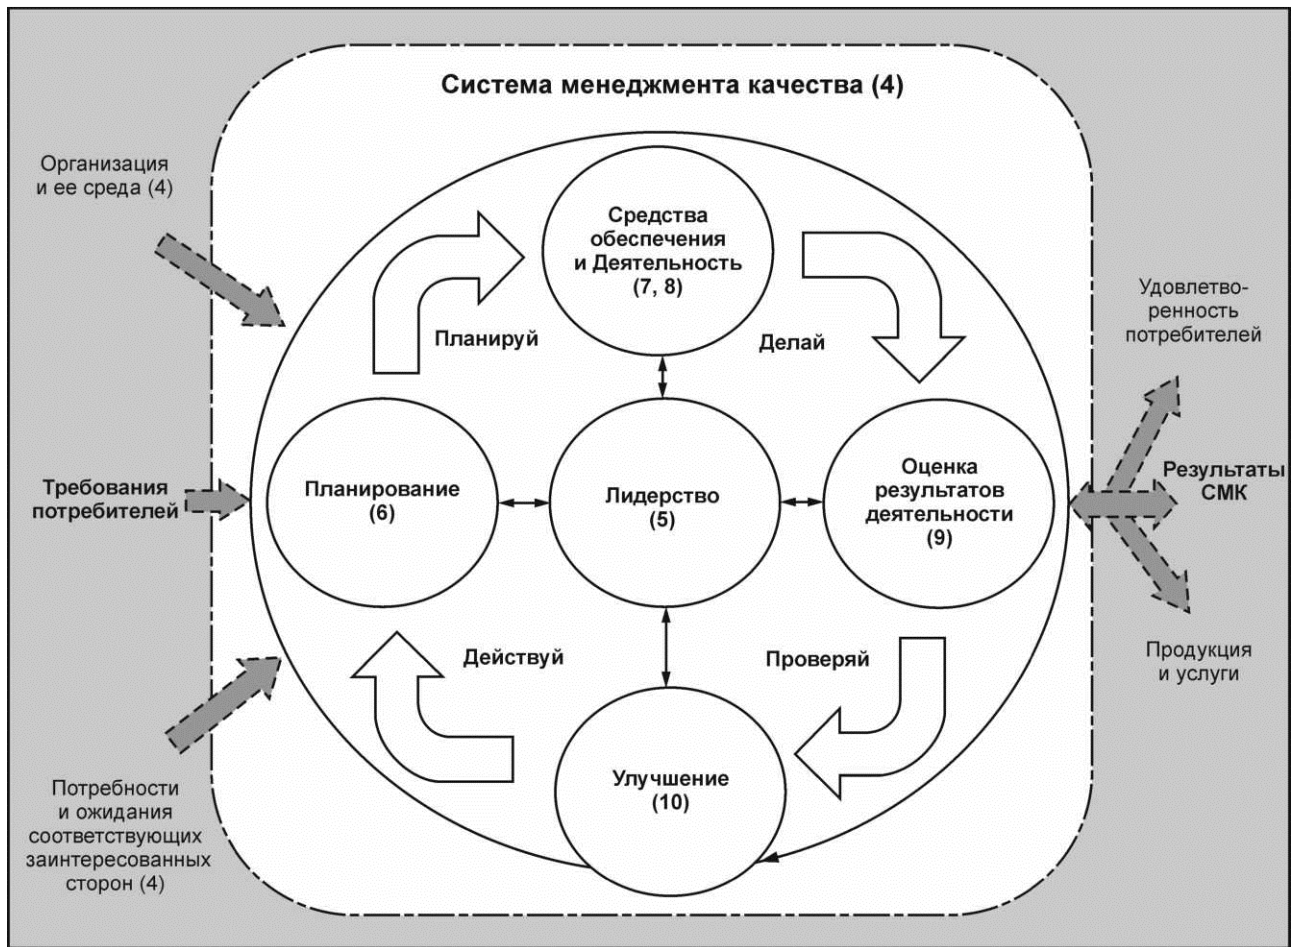 Система менеджмента качества (4)
Организация
и ее среда (4)
Средства
обеспечения
и Деятельность
(7, 8)
Планируй
Делай
Удовлетво-
ренность
потребителей
Требования
потребителей
Планирование
(6)
Лидерство
(5)
Оценка
результатов
деятельности
(9)
Результаты
СМК
Действуй
Проверяй
Продукция
и услуги
Улучшение
(10)
Потребности
и ожидания
соответствующих
заинтересованных
сторон (4)